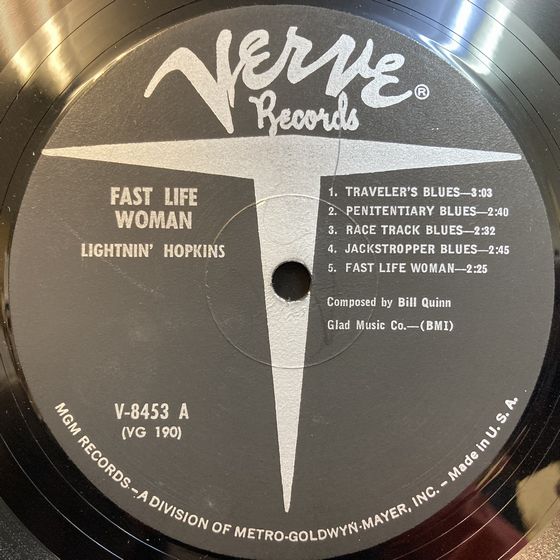 Verve ®
Records
FAST LIFE
WOMAN
LIGHTNIN' HOPKINS
1. TRAVELER'S BLUES—3:03
2. PENITENTIARY BLUES—2:40
3. RACE TRACK BLUES—2:32
4. JACKSTROPPER BLUES—2:45
5. FAST LIFE WOMAN—2:25
Composed by Bill Quinn
Glad Music Co.—(BMI)
V-8453 A
(VG 190)
MGM RECORDS—A DIVISION OF METRO-GOLDWYN-MAYER, INC. – Made in U. S. A.